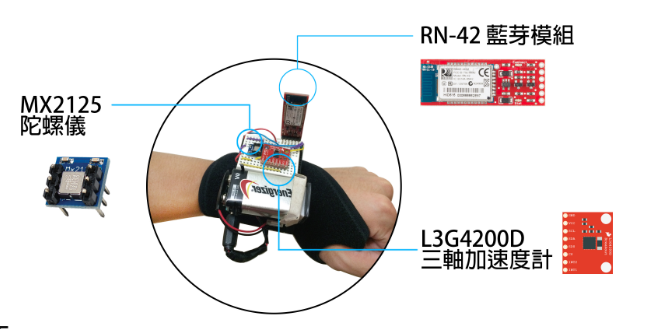 RN-42 藍芽模組
MX2125
陀螺儀
Energizer
L3G4200D
三軸加速度計